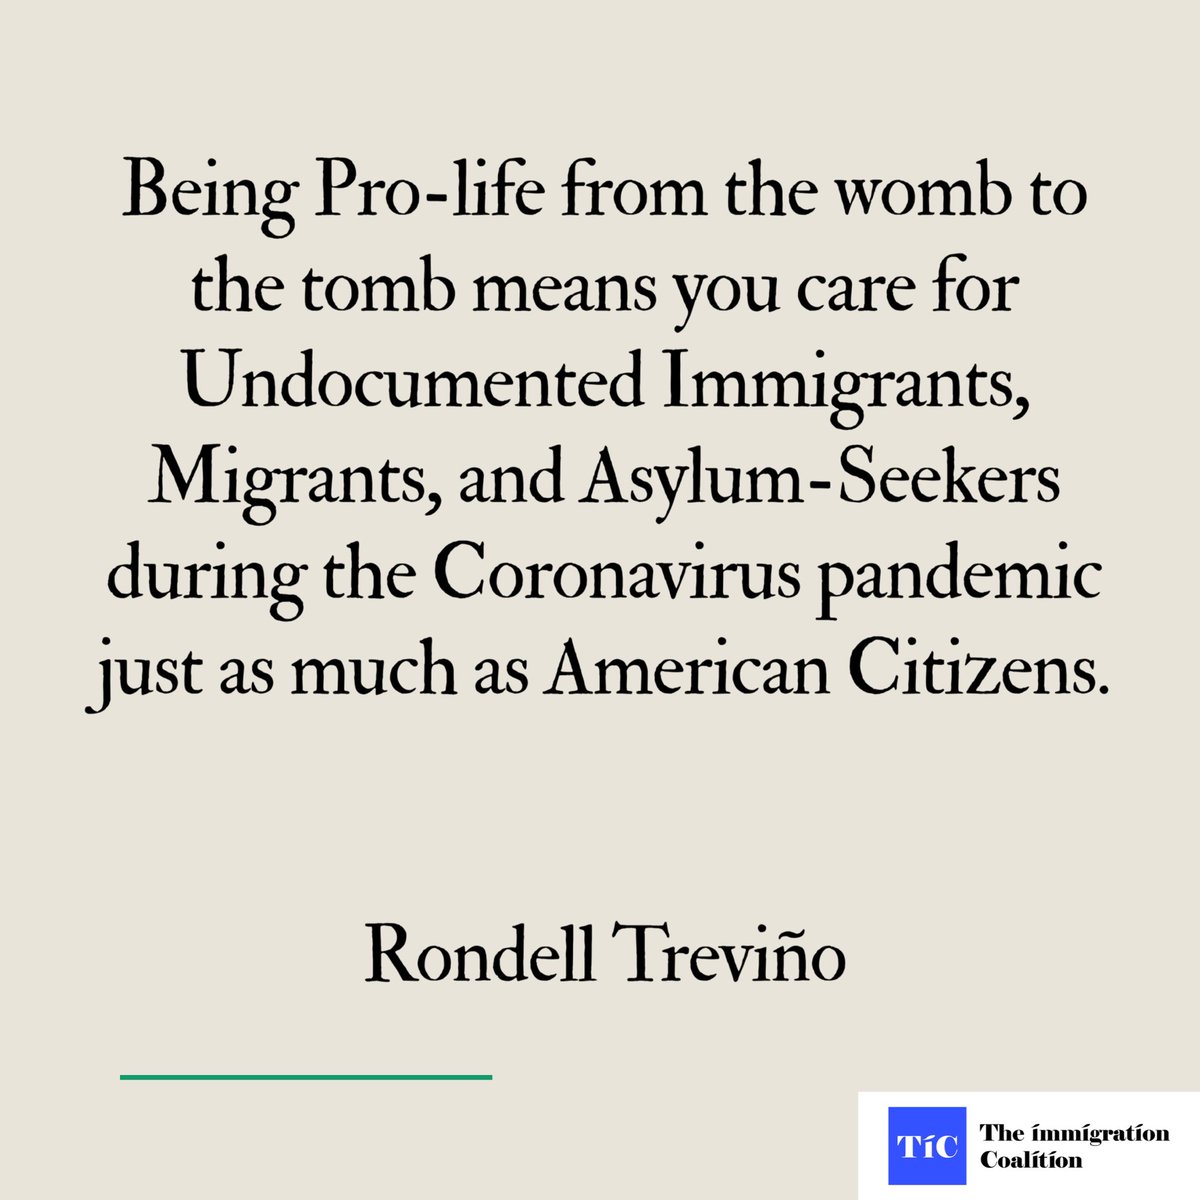 Being Pro-life from the womb to
the tomb means you care for
Undocumented Immigrants,
Migrants, and Asylum-Seekers
during the Coronavirus pandemic
just as much as American Citizens.
Rondell Treviño
TíC
The ímmígratíon
Coalítíon